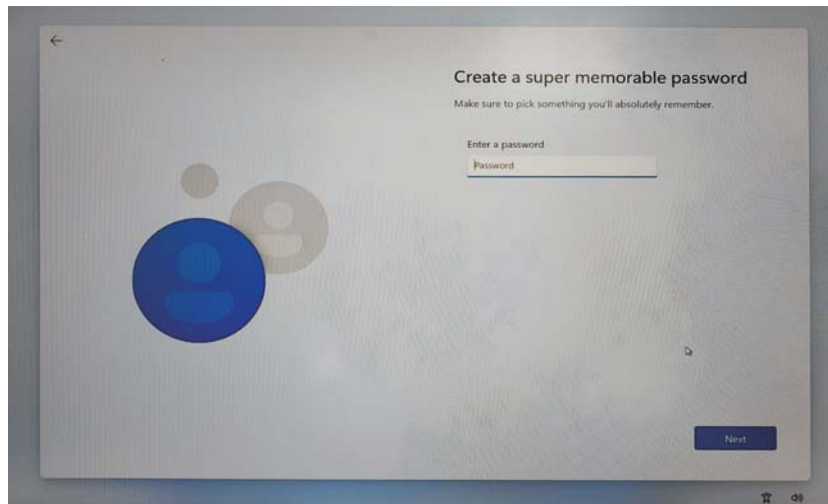 Create a super memorable password
Make sure to pick something you'll absolutely remember.
Enter a password
Password
Next